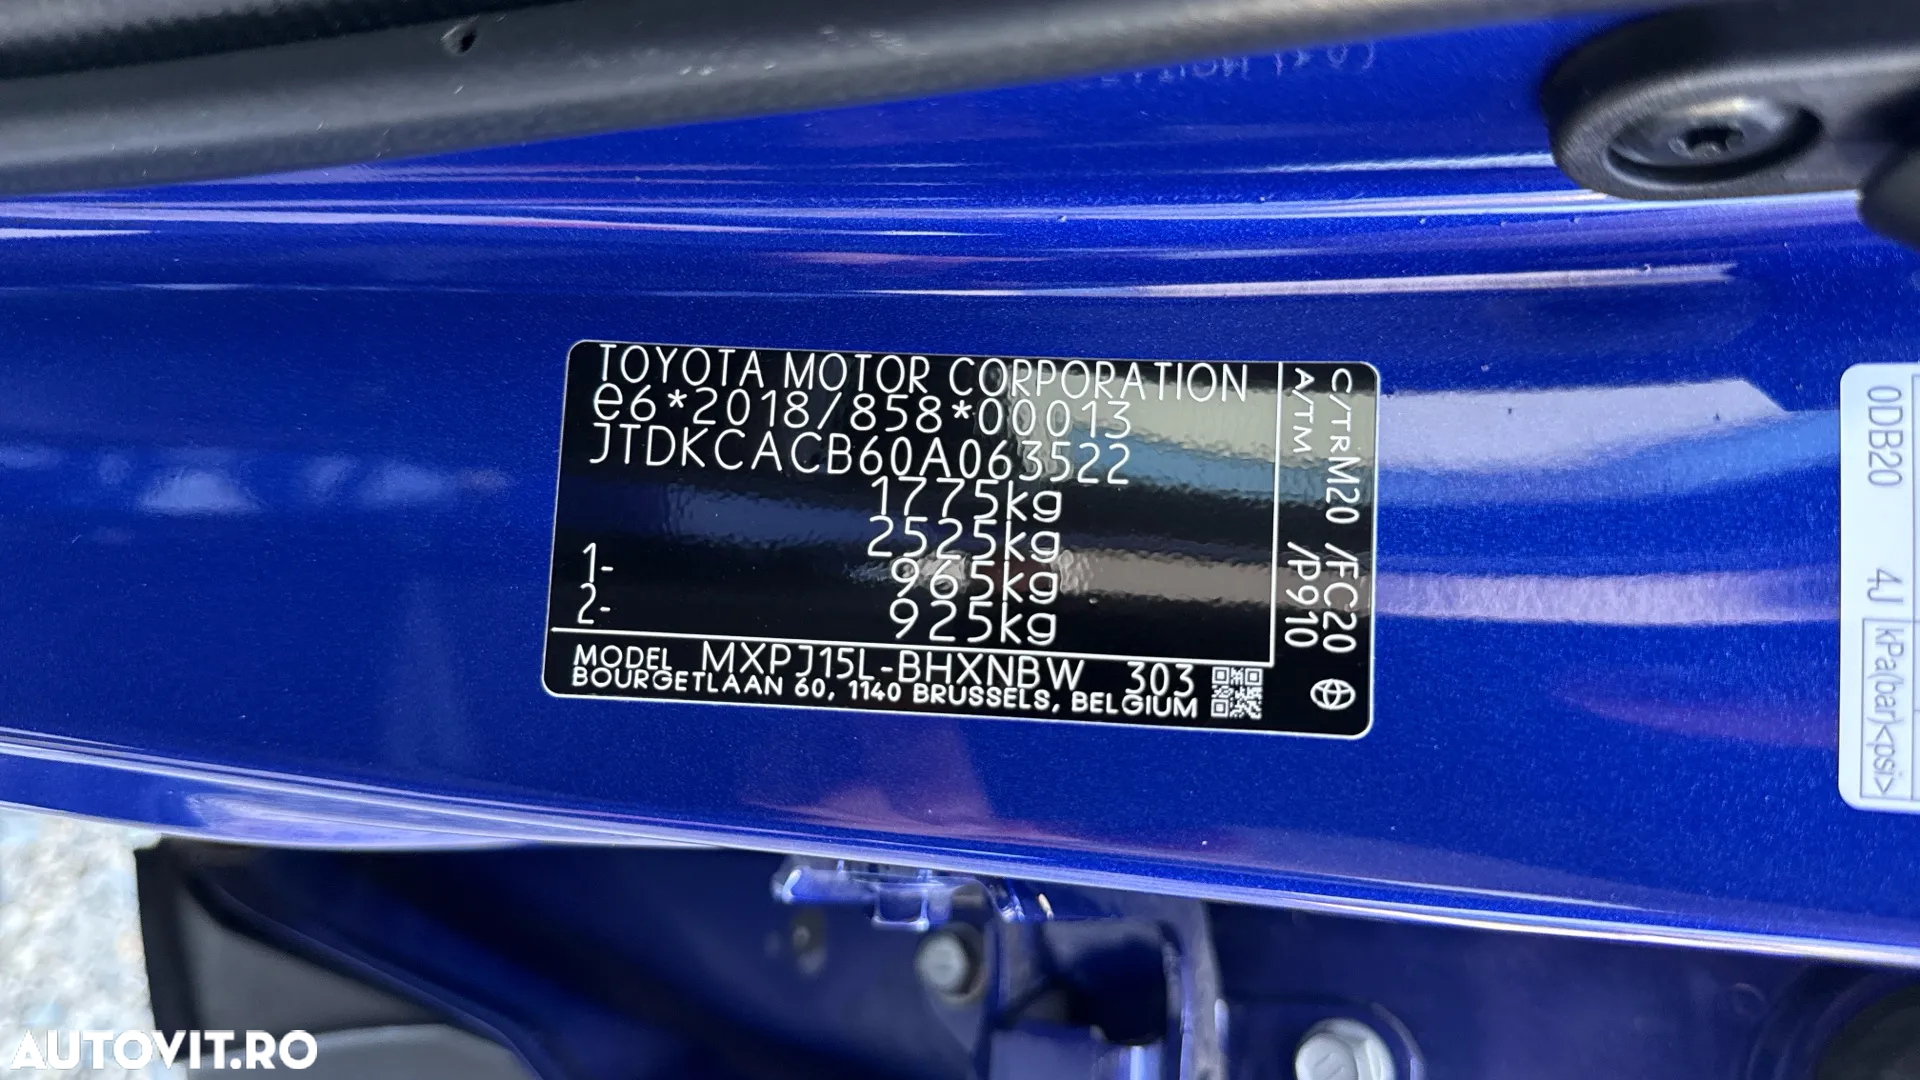 TOYOTA MOTOR CORPORATION
e6*2018/858*00013
JTDKCACB60A063522
1775kg
2525kg
1- 965kg
2- 925kg
MODEL MXPJ15L-BHXNBW 303
BOURGETLAAN 60, 1140 BRUSSELS, BELGIUM
C/TRM20 /FC20
A/TM /P910
0DB20 4J
kPa(bar)<psi>
AUTOVIT.RO